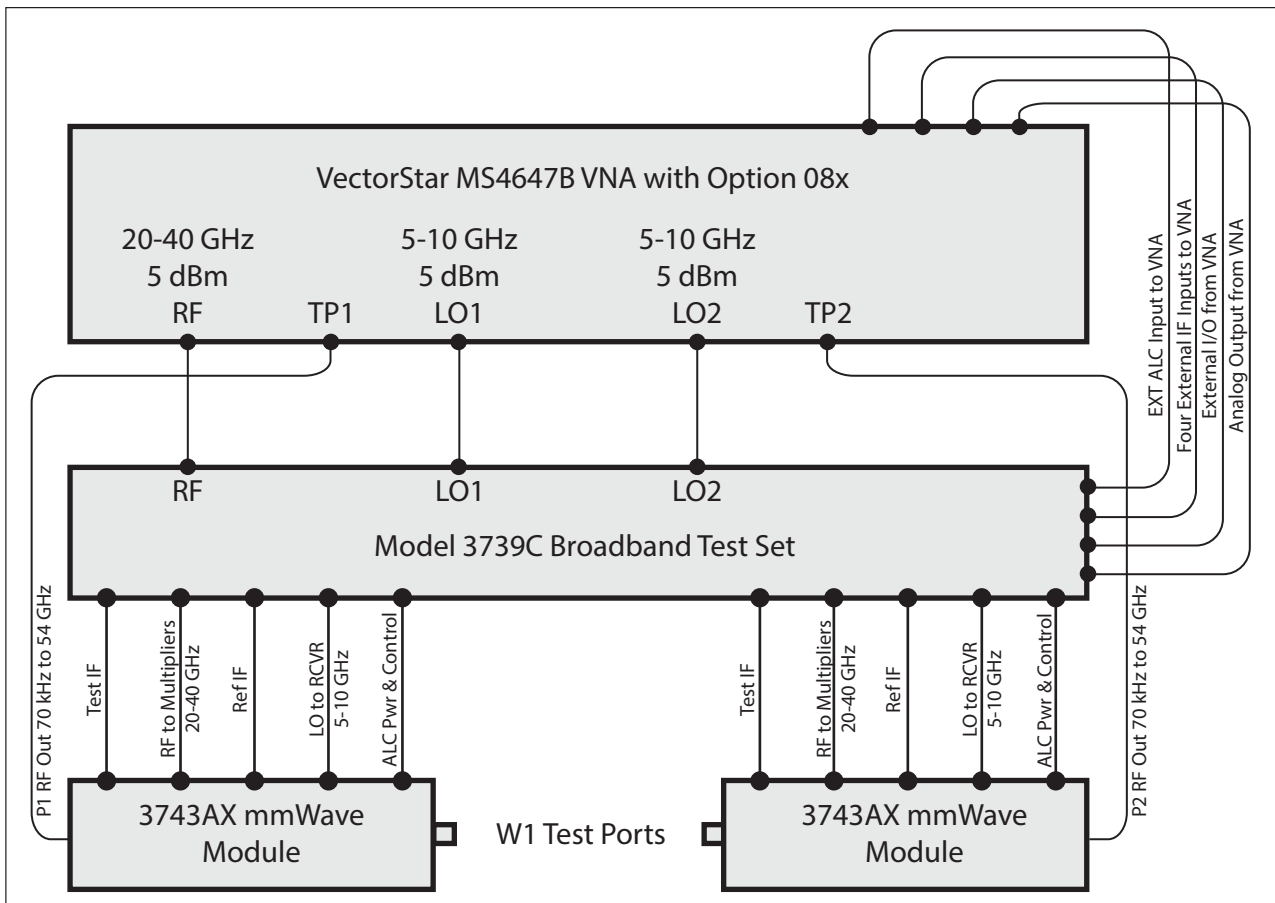 VectorStar MS4647B VNA with Option 08x
20-40 GHz
5 dBm
RF
TP1
5-10 GHz
5 dBm
LO1
5-10 GHz
5 dBm
LO2
TP2
EXT ALC Input to VNA
Four External IF Inputs to VNA
External I/O from VNA
Analog Output from VNA
RF
LO1
LO2
Model 3739C Broadband Test Set
P1 RF Out 70 kHz to 54 GHz
Test IF
RF to Multipliers
20-40 GHz
Ref IF
LO to RCVR
5-10 GHz
ALC Pwr & Control
Test IF
RF to Multipliers
20-40 GHz
Ref IF
LO to RCVR
5-10 GHz
ALC Pwr & Control
P2 RF Out 70 kHz to 54 GHz
3743AX mmWave
Module
W1 Test Ports
3743AX mmWave
Module